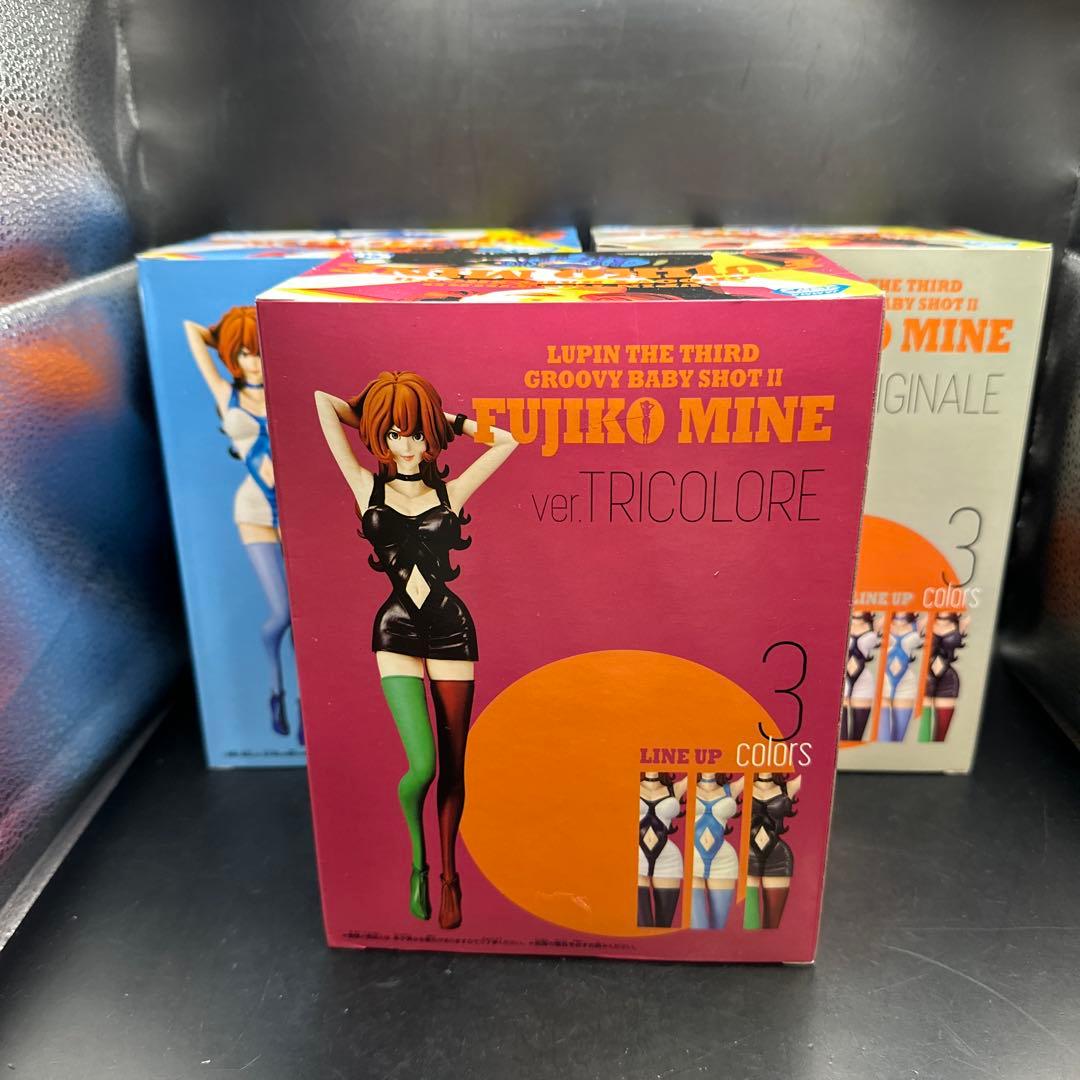 LUPIN THE THIRD
GROOVY BABY SHOT II
FUJIKO MINE
ver.TRICOLORE
3
colors
LINE UP
THE THIRD
BABY SHOT II
MINE
3
colors
LINE UP